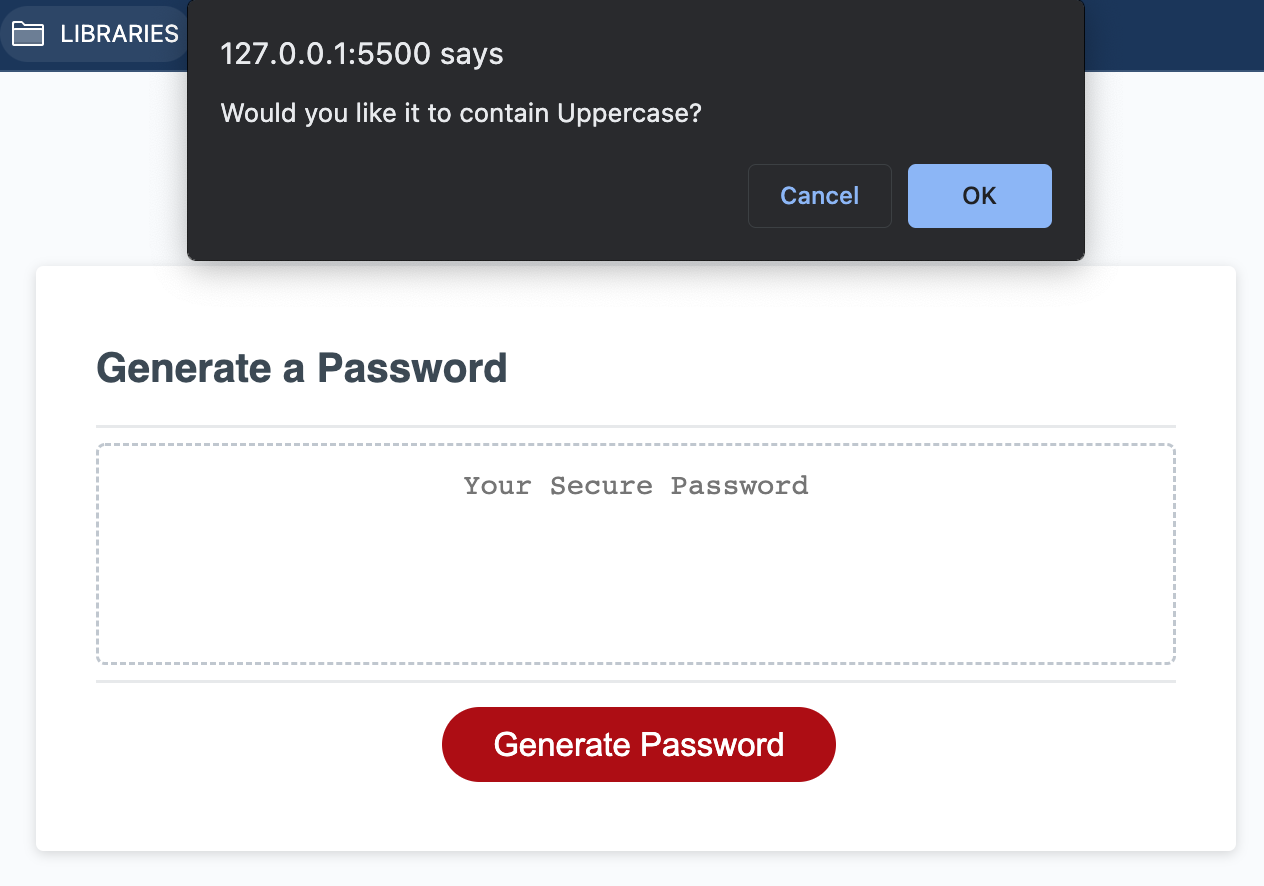 LIBRARIES
127.0.0.1:5500 says
Would you like it to contain Uppercase?
Cancel OK
Generate a Password
Your Secure Password
Generate Password